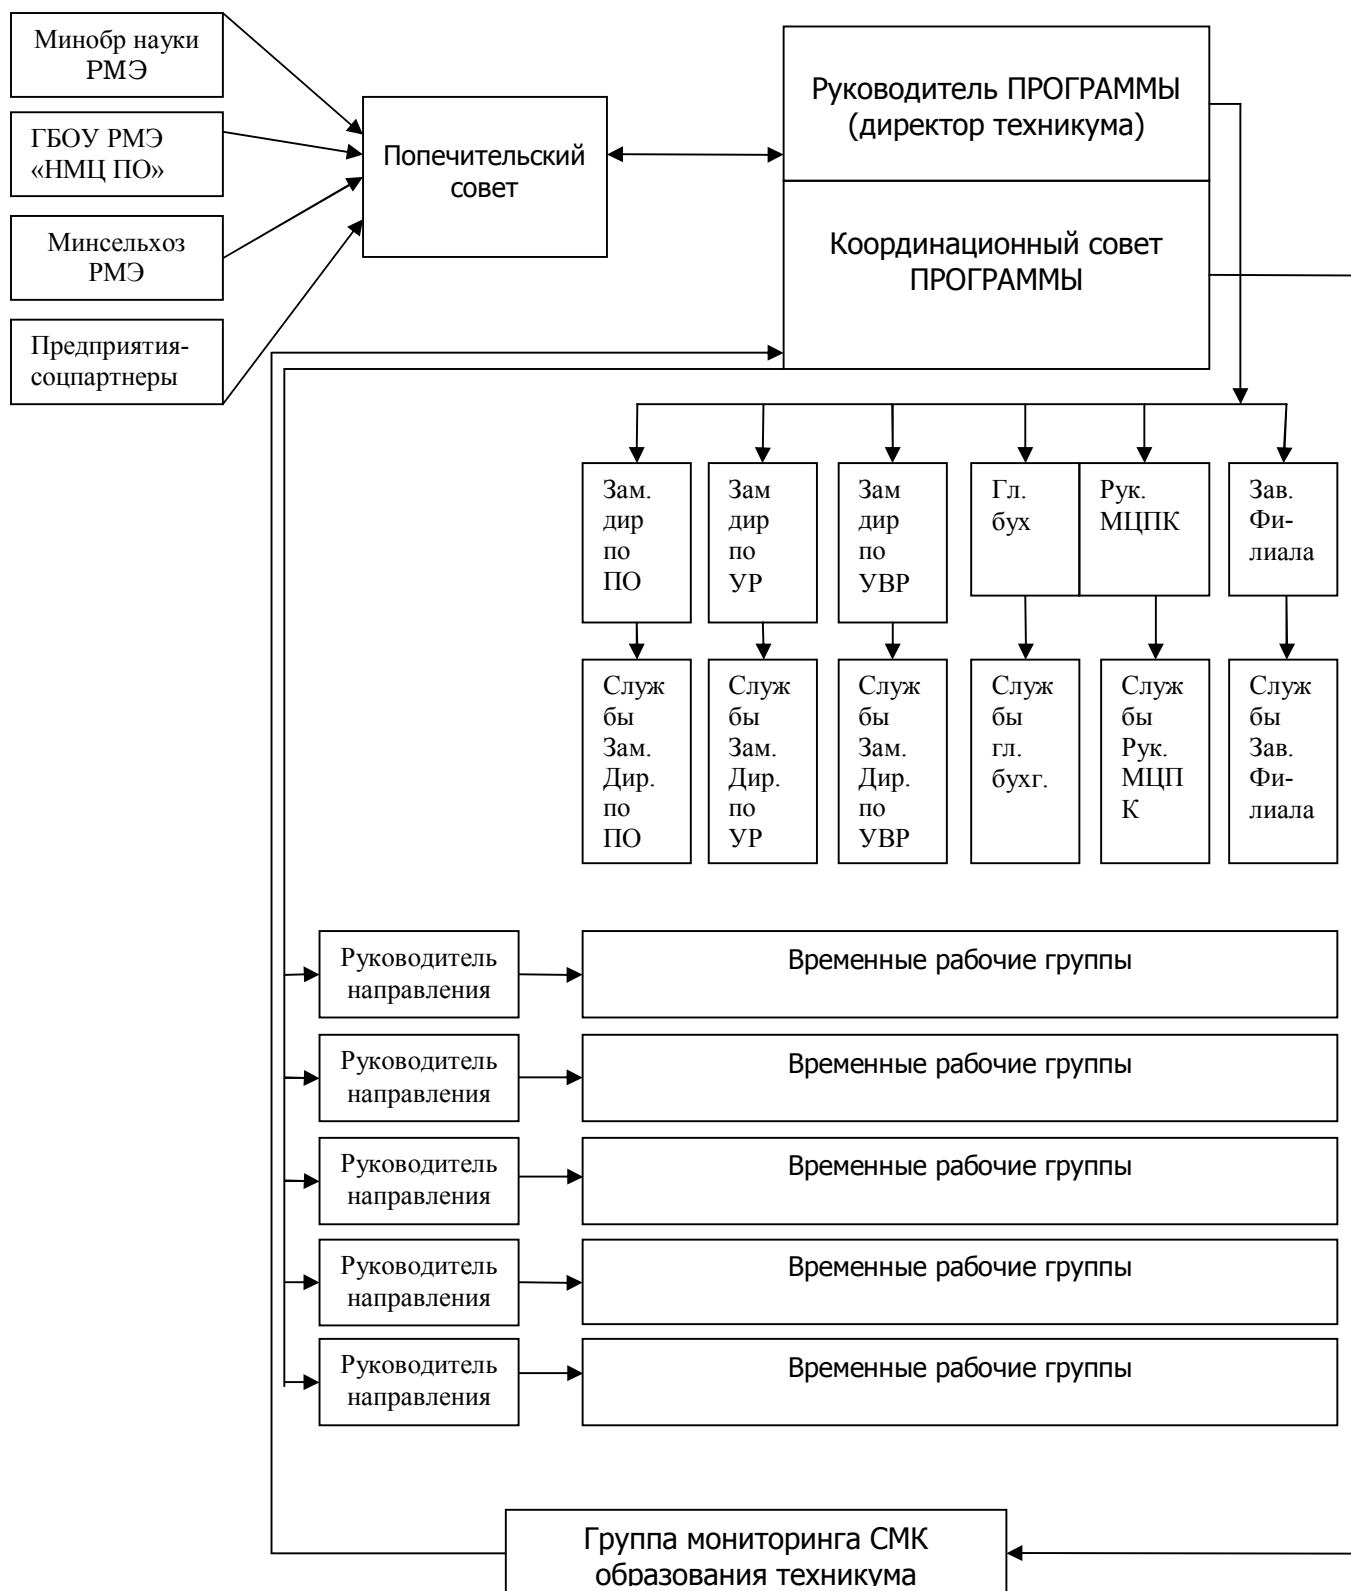 Минобр науки
РМЭ
ГБОУ РМЭ
«НМЦ ПО»
Минсельхоз
РМЭ
Предприятия-
соцпартнеры
Попечительский
совет
Руководитель ПРОГРАММЫ
(директор техникума)
Координационный совет
ПРОГРАММЫ
Зам.
дир
по
ПО
Зам
дир
по
УР
Зам
дир
по
УВР
Гл.
бух
Рук.
МЦПК
Зав.
Фи-
лиала
Служ
бы
Зам.
Дир.
по
ПО
Служ
бы
Зам.
Дир.
по
УР
Служ
бы
Зам.
Дир.
по
УВР
Служ
бы
гл.
бухг.
Служ
бы
Рук.
МЦП
К
Служ
бы
Зав.
Фи-
лиала
Руководитель
направления
Временные рабочие группы
Руководитель
направления
Временные рабочие группы
Руководитель
направления
Временные рабочие группы
Руководитель
направления
Временные рабочие группы
Руководитель
направления
Временные рабочие группы
Группа мониторинга СМК
образования техникума